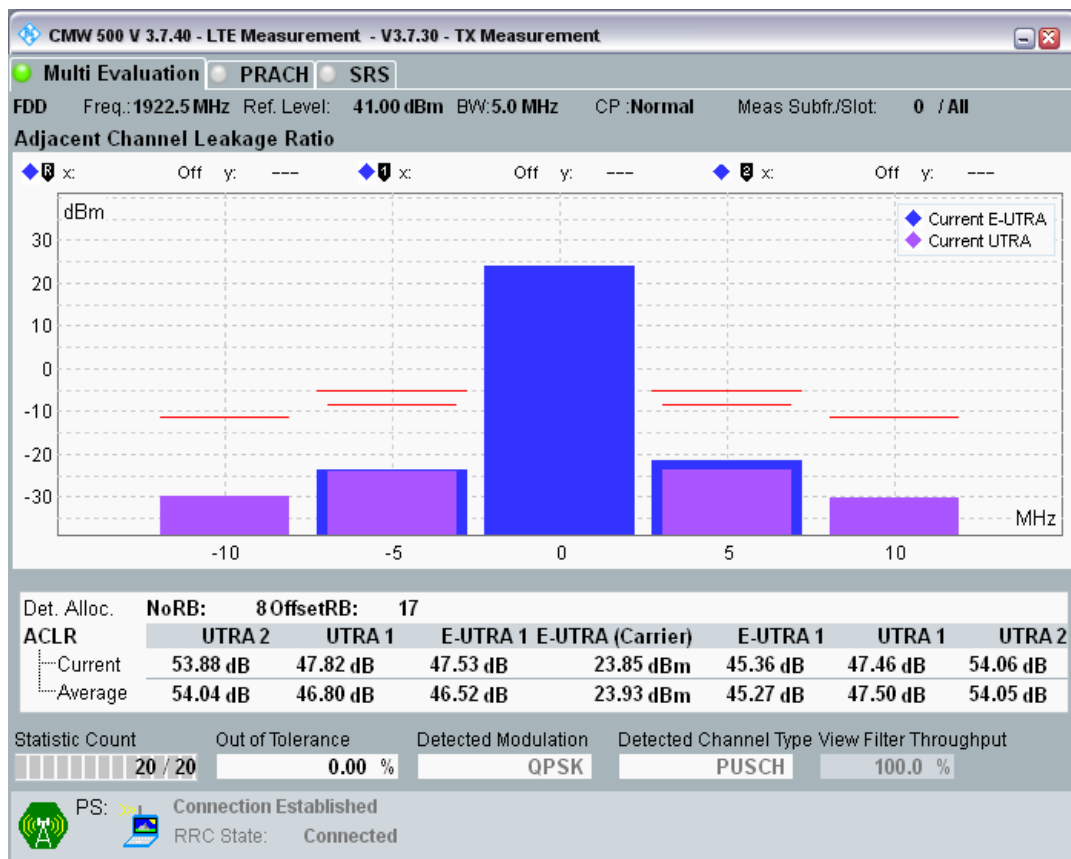 CMW 500 V 3.7.40 - LTE Measurement - V3.7.30 - TX Measurement
Multi Evaluation PRACH SRS
FDD Freq.: 1922.5 MHz Ref. Level: 41.00 dBm BW: 5.0 MHz CP :Normal Meas Subfr./Slot: 0 / All
Adjacent Channel Leakage Ratio
R x: Off y: --- 1 x: Off y: --- 2 x: Off y: ---
dBm
Current E-UTRA
Current UTRA
30
20
10
0
-10
-20
-30
MHz
-10 -5 0 5 10
Det. Alloc. NoRB: 8 OffsetRB: 17
ACLR UTRA 2 UTRA 1 E-UTRA 1 E-UTRA (Carrier) E-UTRA 1 UTRA 1 UTRA 2
Current 53.88 dB 47.82 dB 47.53 dB 23.85 dBm 45.36 dB 47.46 dB 54.06 dB
Average 54.04 dB 46.80 dB 46.52 dB 23.93 dBm 45.27 dB 47.50 dB 54.05 dB
Statistic Count Out of Tolerance Detected Modulation Detected Channel Type View Filter Throughput
20 / 20 0.00 % QPSK PUSCH 100.0 %
PS: Connection Established
RRC State: Connected